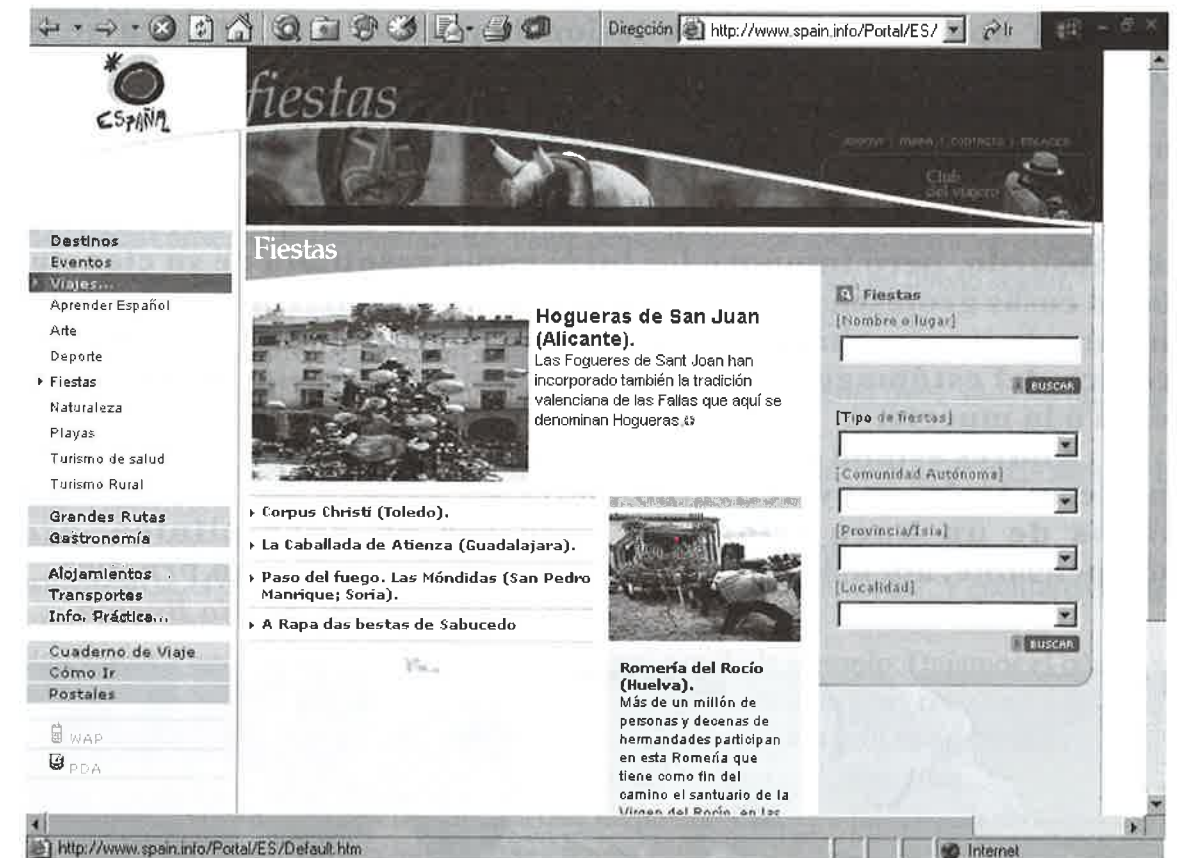 Dirección http://www.spain.info/Portal/ES/ Ir
ESPAÑA
fiestas
CONTACTO | ENLACES
Club
del viajero
Destinos
Eventos
Viajes...
Aprender Español
Arte
Deporte
Fiestas
Naturaleza
Playas
Turismo de salud
Turismo Rural
Grandes Rutas
Gastronomía
Alojamientos
Transportes
Info. Práctica...
Cuaderno de Viaje
Cómo Ir
Postales
WAP
PDA
Fiestas
Hogueras de San Juan
(Alicante).
Las Fogueres de Sant Joan han
incorporado también la tradición
valenciana de las Fallas que aquí se
denominan Hogueras.
Corpus Christi (Toledo).
La Caballada de Atienza (Guadalajara).
Paso del fuego. Las Móndidas (San Pedro
Manrique; Soria).
A Rapa das bestas de Sabucedo
Romería del Rocío
(Huelva).
Más de un millón de
personas y decenas de
hermandades participan
en esta Romería que
tiene como fin del
camino el santuario de la
Virgen del Rocío, en las
Fiestas
[Nombre o lugar]
BUSCAR
[Tipo de fiestas]
[Comunidad Autónoma]
[Provincia/Isla]
[Localidad]
BUSCAR
http://www.spain.info/Portal/ES/Default.htm
Internet